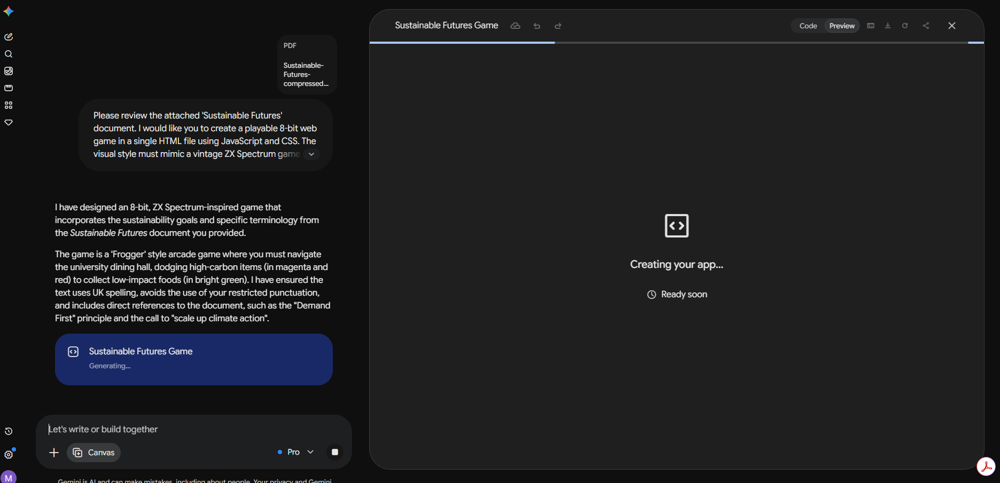 PDF
Sustainable-
Futures-
compressed...
Please review the attached 'Sustainable Futures'
document. I would like you to create a playable 8-bit web
game in a single HTML file using JavaScript and CSS. The
visual style must mimic a vintage ZX Spectrum game
I have designed an 8-bit, ZX Spectrum-inspired game that
incorporates the sustainability goals and specific terminology from
the Sustainable Futures document you provided.
The game is a 'Frogger' style arcade game where you must navigate
the university dining hall, dodging high-carbon items (in magenta and
red) to collect low-impact foods (in bright green). I have ensured the
text uses UK spelling, avoids the use of your restricted punctuation,
and includes direct references to the document, such as the "Demand
First" principle and the call to "scale up climate action".
Sustainable Futures Game
Generating...
Let's write or build together
Canvas
Pro
Gemini is AI and can make mistakes, including about people. Your privacy and Gemini
M
Sustainable Futures Game
Code Preview
Creating your app...
Ready soon